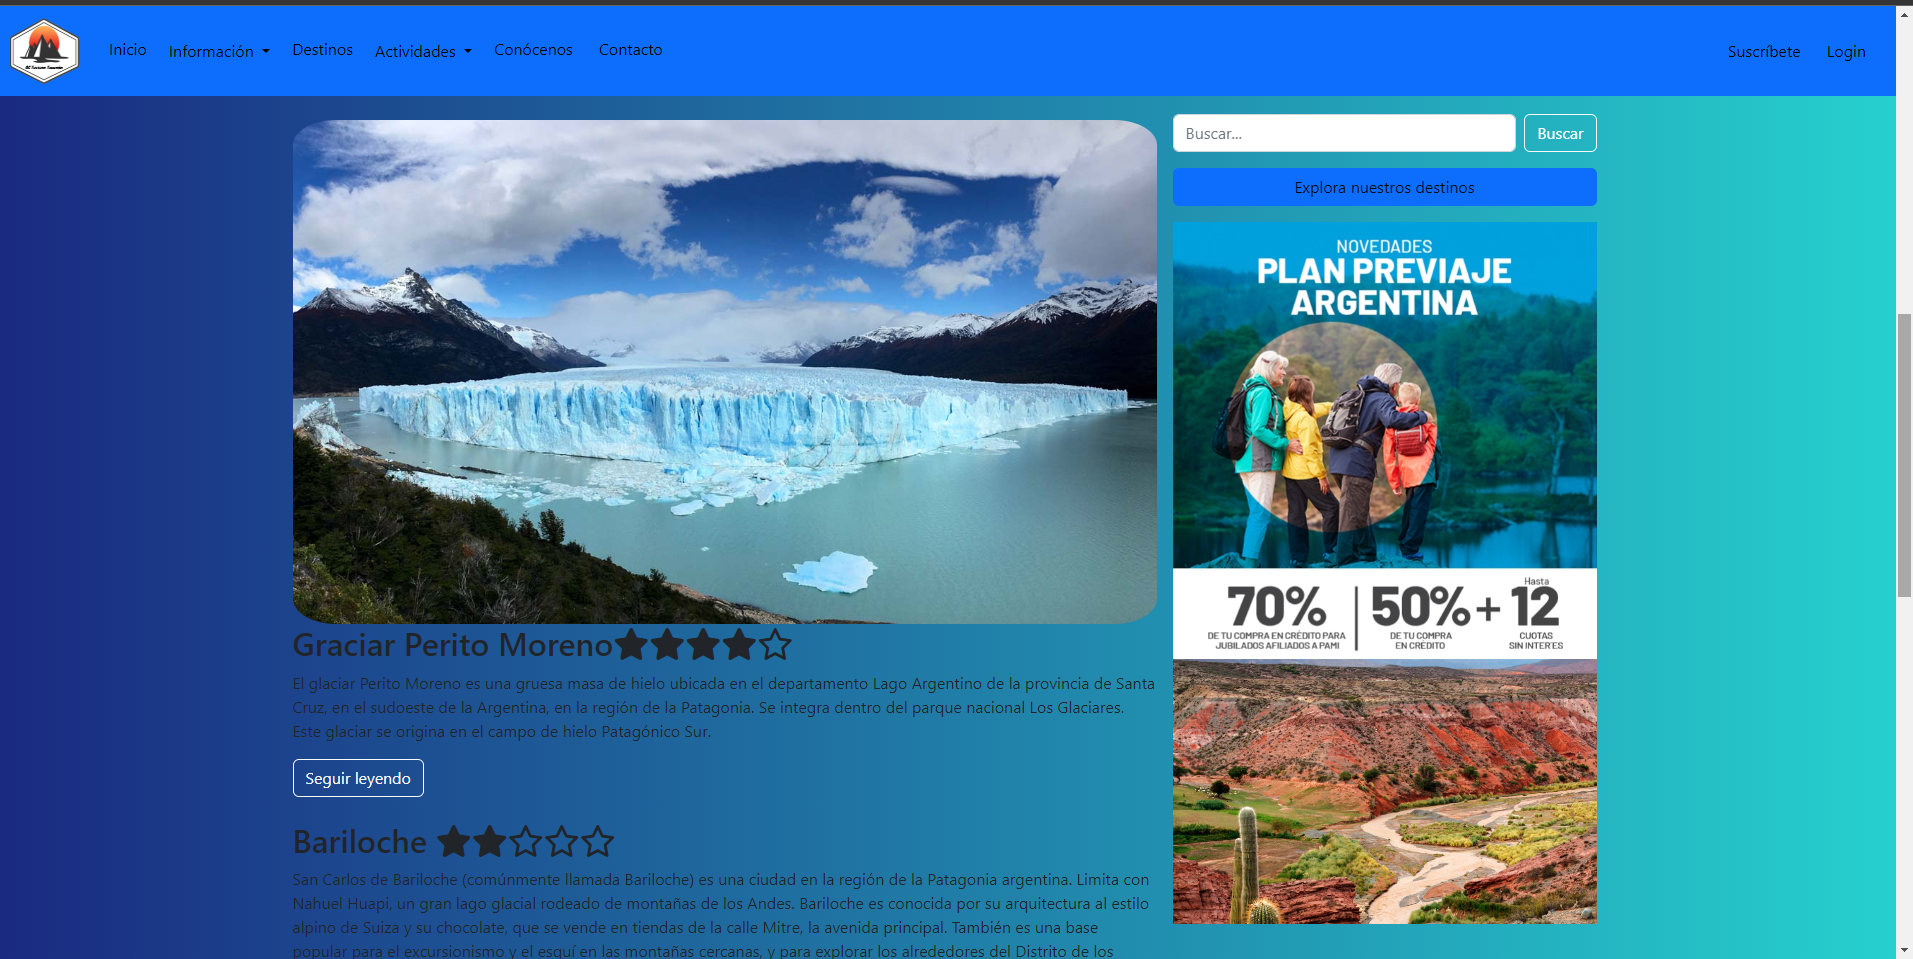 Inicio
Información
Destinos
Actividades
Conócenos
Contacto
Suscríbete
Login
Graciar Perito Moreno
El glaciar Perito Moreno es una gruesa masa de hielo ubicada en el departamento Lago Argentino de la provincia de Santa
Cruz, en el sudoeste de la Argentina, en la región de la Patagonia. Se integra dentro del parque nacional Los Glaciares.
Este glaciar se origina en el campo de hielo Patagónico Sur.
Seguir leyendo
Bariloche
San Carlos de Bariloche (comúnmente llamada Bariloche) es una ciudad en la región de la Patagonia argentina. Limita con
Nahuel Huapi, un gran lago glacial rodeado de montañas de los Andes. Bariloche es conocida por su arquitectura al estilo
alpino de Suiza y su chocolate, que se vende en tiendas de la calle Mitre, la avenida principal. También es una base
popular para el excursionismo y el esquí en las montañas cercanas, y para explorar los alrededores del Distrito de los
Buscar...
Buscar
Explora nuestros destinos
NOVEDADES
PLAN PREVIAJE
ARGENTINA
70%
DE TU COMPRA EN CRÉDITO PARA
JUBILADOS AFILIADOS A PAMI
50%
DE TU COMPRA
EN CRÉDITO
+
Hasta
12
CUOTAS
SIN INTERÉS